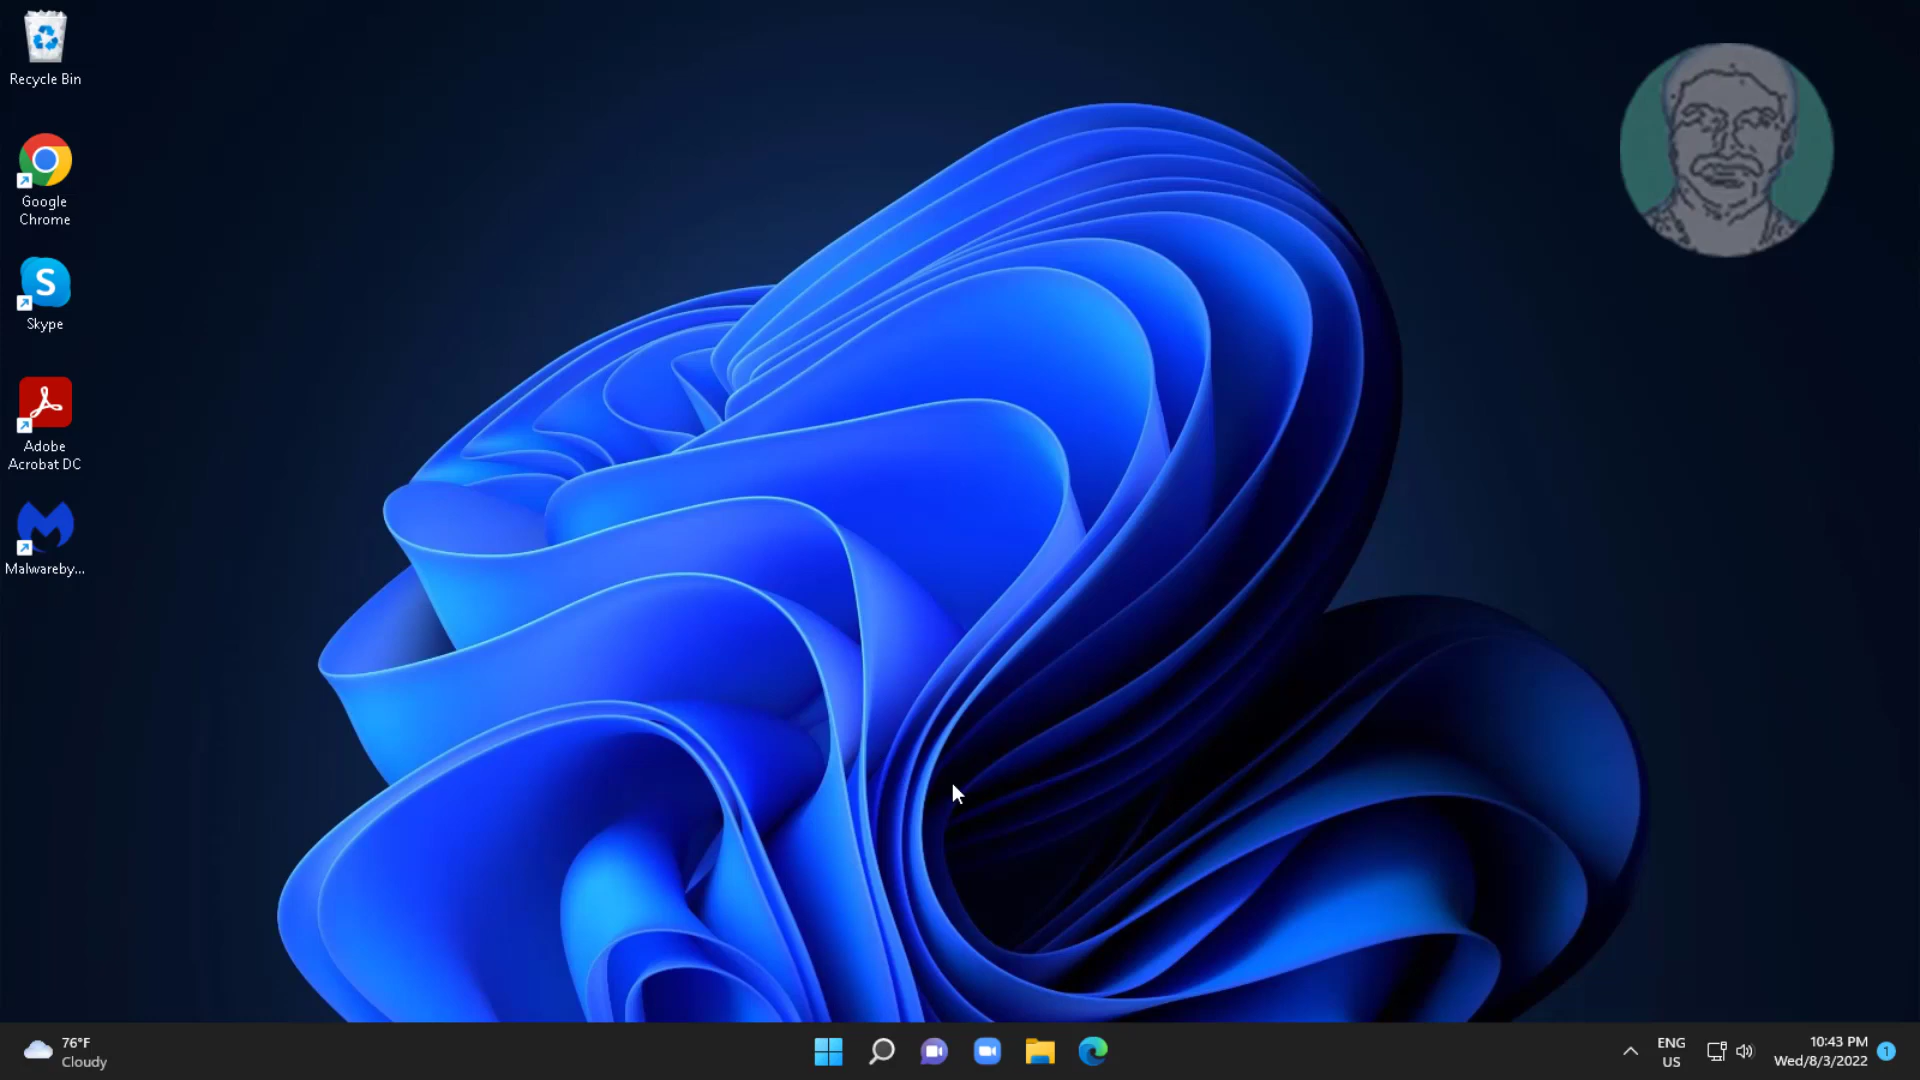 Recycle Bin
Google
Chrome
S
Skype
Adobe
Acrobat DC
Malwareby...
76°F
Cloudy
ENG
US
10:43 PM
Wed/8/3/2022
1